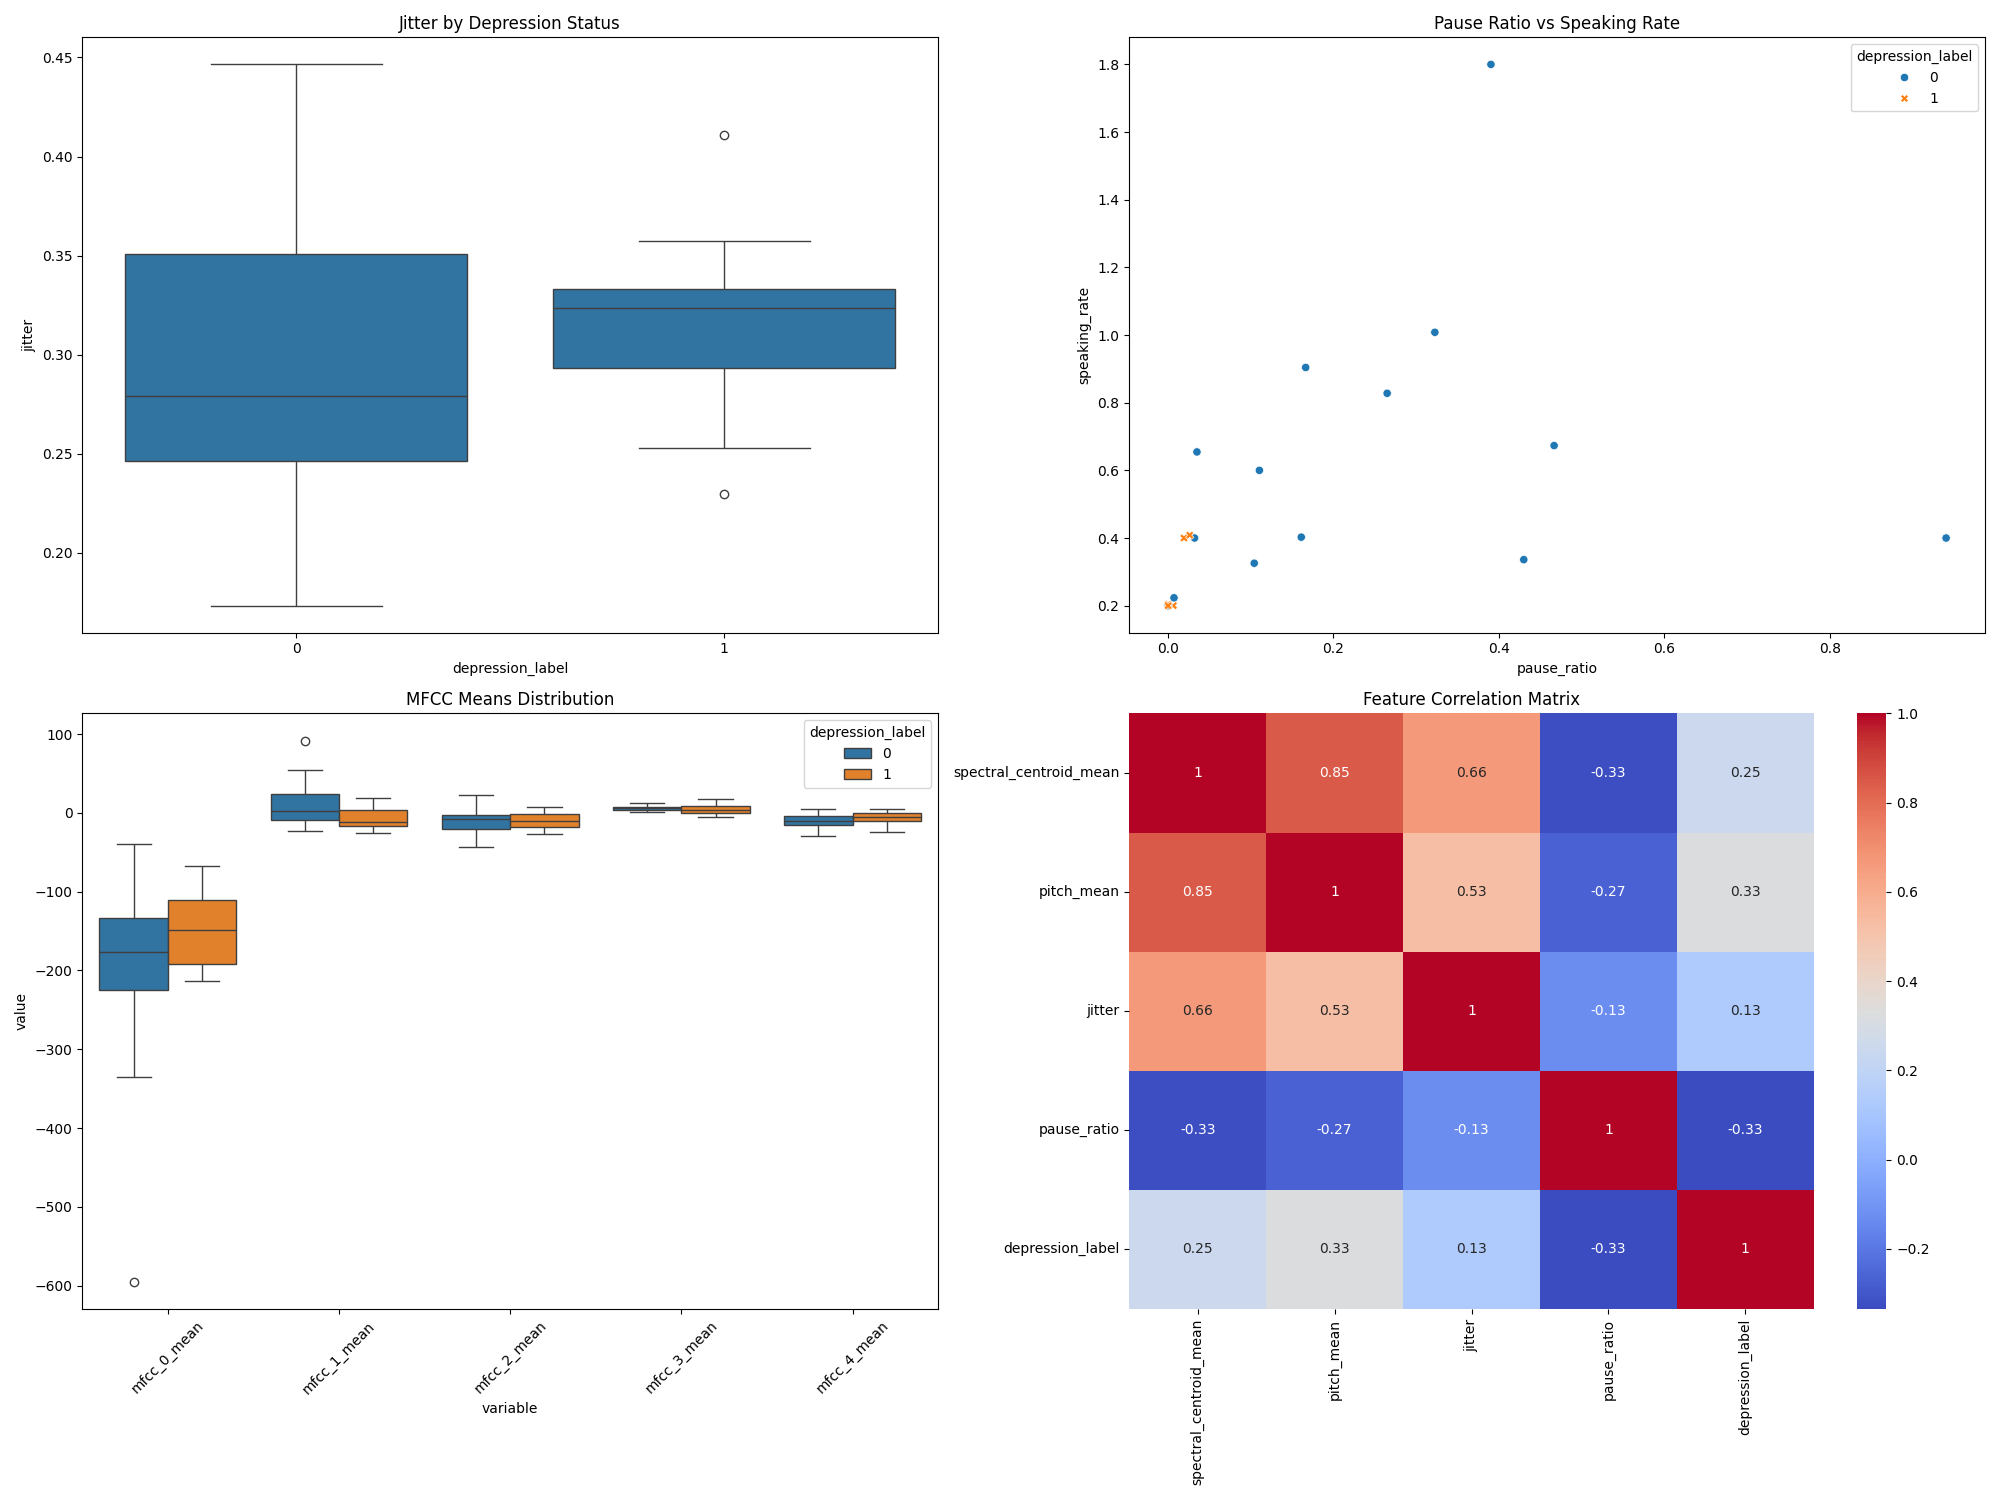 Jitter by Depression Status
0.45
0.40
0.35
0.30
0.25
0.20
jitter
0 1
depression_label
Pause Ratio vs Speaking Rate
depression_label
0
1
1.8
1.6
1.4
1.2
1.0
0.8
0.6
0.4
0.2
speaking_rate
0.0 0.2 0.4 0.6 0.8
pause_ratio
MFCC Means Distribution
depression_label
0
1
100
0
−100
−200
−300
−400
−500
−600
value
mfcc_0_mean mfcc_1_mean mfcc_2_mean mfcc_3_mean mfcc_4_mean
variable
Feature Correlation Matrix
spectral_centroid_mean 1 0.85 0.66 -0.33 0.25
pitch_mean 0.85 1 0.53 -0.27 0.33
jitter 0.66 0.53 1 -0.13 0.13
pause_ratio -0.33 -0.27 -0.13 1 -0.33
depression_label 0.25 0.33 0.13 -0.33 1
spectral_centroid_mean pitch_mean jitter pause_ratio depression_label
1.0
0.8
0.6
0.4
0.2
0.0
−0.2